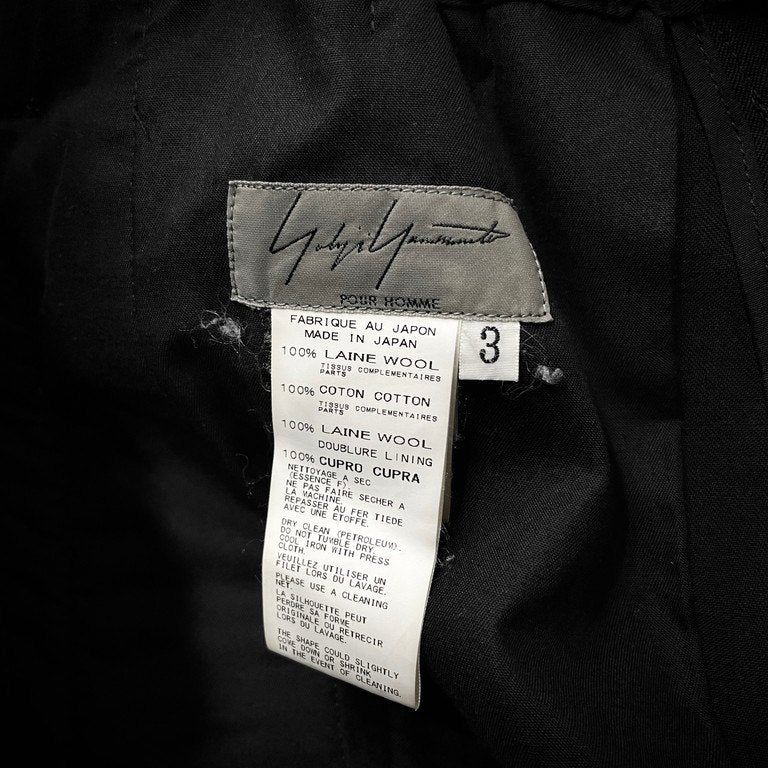 Yohji Yamamoto
POUR HOMME
3
FABRIQUE AU JAPON
MADE IN JAPAN
100% LAINE WOOL
TISSUS COMPLEMENTAIRES
PARTS
100% COTON COTTON
TISSUS COMPLEMENTAIRES
PARTS
100% LAINE WOOL
DOUBLURE LINING
100% CUPRO CUPRA
NETTOYAGE A SEC
(ESSENCE F).
NE PAS FAIRE SECHER A
LA MACHINE.
REPASSER AU FER TIEDE
AVEC UNE ETOFFE.
DRY CLEAN (PETROLEUM).
DO NOT TUMBLE DRY.
COOL IRON WITH PRESS
CLOTH.
VEUILLEZ UTILISER UN
FILET LORS DU LAVAGE.
PLEASE USE A CLEANING
NET.
LA SILHOUETTE PEUT
PERDRE SA FORME
ORIGINALE OU RETRECIR
LORS DU LAVAGE.
THE SHAPE COULD SLIGHTLY
COME DOWN OR SHRINK
IN THE EVENT OF CLEANING.